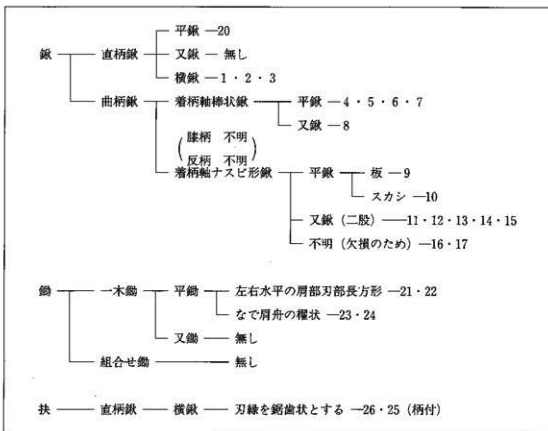 平鍬 —20
鍬 直柄鍬 又鍬 — 無し
横鍬 —1・2・3
曲柄鍬 着柄軸棒状鍬 平鍬 —4・5・6・7
又鍬 —8
(膝柄 不明
反柄 不明)
着柄軸ナスビ形鍬 平鍬 板 —9
スカシ —10
又鍬(二股) —11・12・13・14・15
不明(欠損のため) —16・17
鋤 一木鋤 平鋤 左右水平の肩部刃部長方形 —21・22
なで肩舟の櫂状 —23・24
又鋤 — 無し
組合せ鋤 — 無し
扶 — 直柄鍬 — 横鍬 — 刃縁を鋸歯状とする —26・25(柄付)